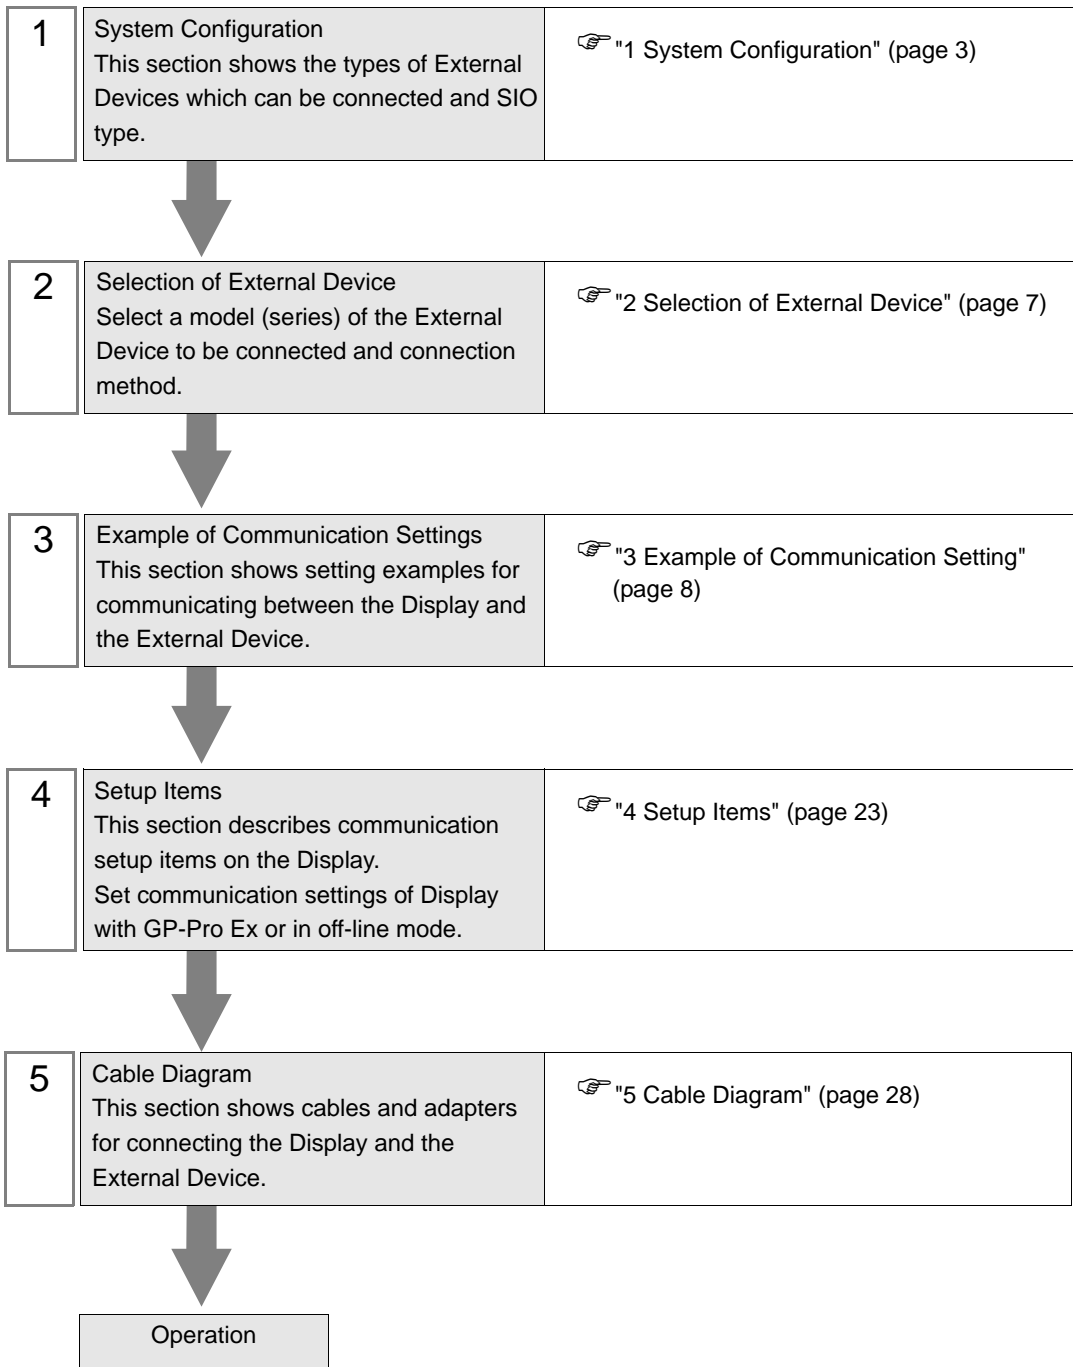 1
System Configuration
This section shows the types of External
Devices which can be connected and SIO
type.
"1 System Configuration" (page 3)
2
Selection of External Device
Select a model (series) of the External
Device to be connected and connection
method.
"2 Selection of External Device" (page 7)
3
Example of Communication Settings
This section shows setting examples for
communicating between the Display and
the External Device.
"3 Example of Communication Setting"
(page 8)
4
Setup Items
This section describes communication
setup items on the Display.
Set communication settings of Display
with GP-Pro Ex or in off-line mode.
"4 Setup Items" (page 23)
5
Cable Diagram
This section shows cables and adapters
for connecting the Display and the
External Device.
"5 Cable Diagram" (page 28)
Operation